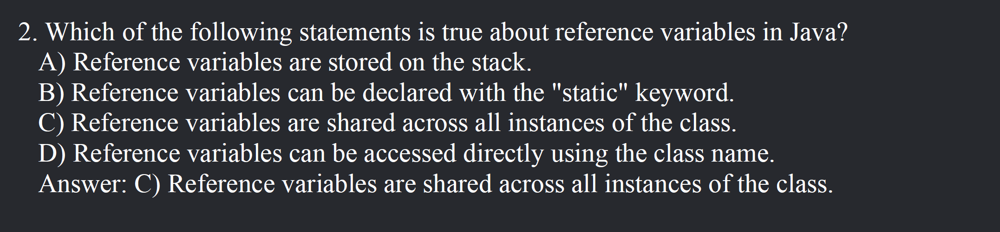 2. Which of the following statements is true about reference variables in Java?
A) Reference variables are stored on the stack.
B) Reference variables can be declared with the "static" keyword.
C) Reference variables are shared across all instances of the class.
D) Reference variables can be accessed directly using the class name.
Answer: C) Reference variables are shared across all instances of the class.